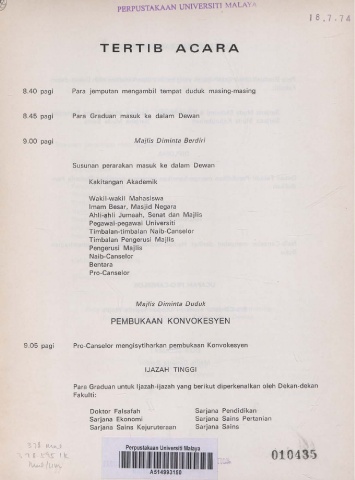 PERPUSTAKAAN UNIVERSITI MALAYA
18.7.74
TERTIB ACARA
8.40 pagi Para jemputan mengambil tempat duduk masing-masing
8.45 pagi Para Graduan masuk ke dalam Dewan
9.00 pagi Majlis Diminta Berdiri
Susunan perarakan masuk ke dalam Dewan
Kakitangan Akademik
Wakil-wakil Mahasiswa
Imam Besar, Masjid Negara
Ahli-ahli Jumaah, Senat dan Majlis
Pegawai-pegawai Universiti
Timbalan-timbalan Naib-Canselor
Timbalan Pengerusi Majlis
Pengerusi Majlis
Naib-Canselor
Bentara
Pro-Canselor
Majlis Diminta Duduk
PEMBUKAAN KONVOKESYEN
9.05 pagi Pro-Canselor mengisytiharkan pembukaan Konvokesyen
IJAZAH TINGGI
Para Graduan untuk Ijazah-ijazah yang berikut diperkenalkan oleh Dekan-dekan
Fakulti:
Doktor Falsafah Sarjana Pendidikan
Sarjana Ekonomi Sarjana Sains Pertanian
Sarjana Sains Kejuruteraan Sarjana Sains
Perpustakaan Universiti Malaya
A514993150
010435